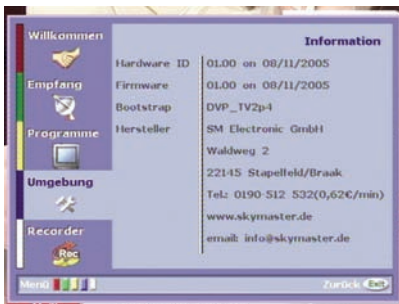 Willkommen
Information
Hardware ID 01.00 on 08/11/2005
Empfang
Firmware 01.00 on 08/11/2005
Bootstrap DVP_TV2p4
Programme
Hersteller SM Electronic GmbH
Waldweg 2
22145 Stapelfeld/Braak
Umgebung
Tel.: 0190-512 532(0,62€/min)
www.skymaster.de
Recorder
email: info@skymaster.de
Rec
Menü
Zurück Exit